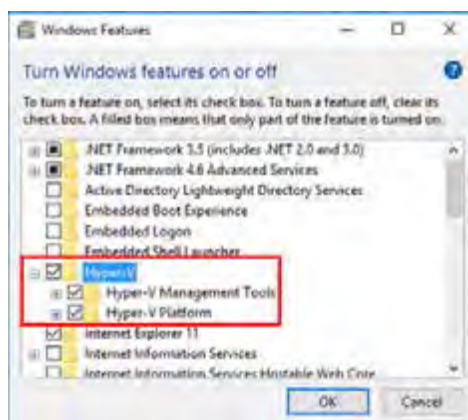 Windows Features
Turn Windows features on or off
To turn a feature on, select its check box. To turn a feature off, clear its
check box. A filled box means that only part of the feature is turned on.
.NET Framework 3.5 (includes .NET 2.0 and 3.0)
.NET Framework 4.6 Advanced Services
Active Directory Lightweight Directory Services
Embedded Boot Experience
Embedded Logon
Embedded Shell Launcher
Hyper-V
Hyper-V Management Tools
Hyper-V Platform
Internet Explorer 11
Internet Information Services
Internet Information Services Hostable Web Core
OK Cancel